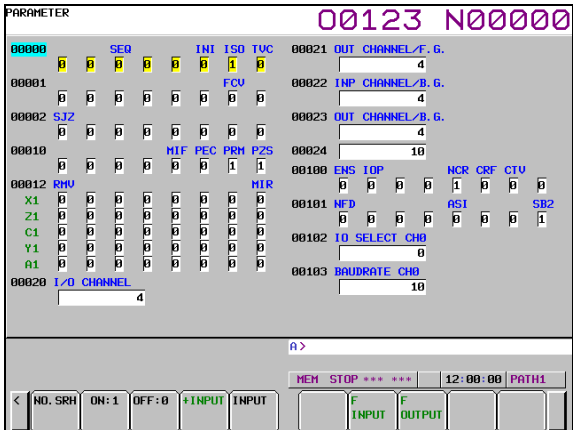 PARAMETER O0123 N00000
00000 SEQ INI ISO TVC
0 0 0 0 0 0 1 0
00001 FCV
0 0 0 0 0 0 0 0
00002 SJZ
0 0 0 0 0 0 0 0
00010 MIF PEC PRM PZS
0 0 0 0 0 0 1 1
00012 RMV MIR
X1 0 0 0 0 0 0 0 0
Z1 0 0 0 0 0 0 0 0
C1 0 0 0 0 0 0 0 0
Y1 0 0 0 0 0 0 0 0
A1 0 0 0 0 0 0 0 0
00020 I/O CHANNEL
4
00021 OUT CHANNEL/F.G.
4
00022 INP CHANNEL/B.G.
4
00023 OUT CHANNEL/B.G.
4
00024 10
00100 ENS IOP NCR CRF CTV
0 0 0 0 1 0 0 0
00101 NFD ASI SB2
0 0 0 0 0 0 0 1
00102 IO SELECT CH0
0
00103 BAUDRATE CH0
10
A>
MEM STOP *** *** 12:00:00 PATH1
< NO.SRH ON:1 OFF:0 +INPUT INPUT F INPUT F OUTPUT